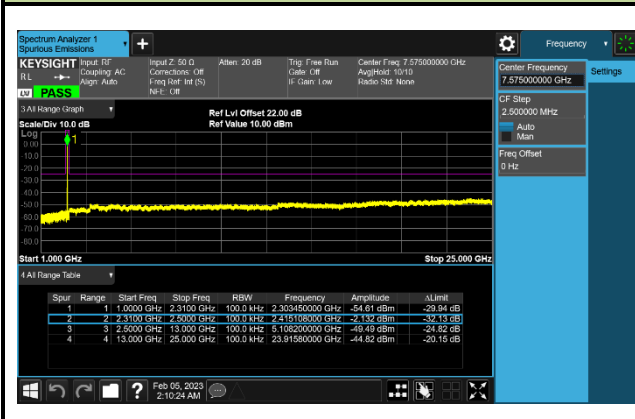 Spectrum Analyzer 1
Spurious Emissions
Frequency
KEYSIGHT Input: RF Input Z: 50 Ω Atten: 20 dB Trig: Free Run Center Freq: 7.575000000 GHz
RL Coupling: AC Corrections: Off Gate: Off Avg|Hold: 10/10
Align: Auto Freq Ref: Int (S) IF Gain: Low Radio Std: None
LW PASS NFE: Off
Center Frequency
7.575000000 GHz
Settings
CF Step
2.500000 MHz
Auto
Man
Freq Offset
0 Hz
3 All Range Graph
Ref Lvl Offset 22.00 dB
Scale/Div 10.0 dB Ref Value 10.00 dBm
Log
1
0.00
-10.0
-20.0
-30.0
-40.0
-50.0
-60.0
-70.0
-80.0
Start 1.000 GHz Stop 25.000 GHz
4 All Range Table
Spur Range Start Freq Stop Freq RBW Frequency Amplitude ΔLimit
1 1 1.0000 GHz 2.3100 GHz 100.0 kHz 2.303450000 GHz -54.61 dBm -29.94 dB
2 2 2.3100 GHz 2.5000 GHz 100.0 kHz 2.415108000 GHz -2.132 dBm -32.13 dB
3 3 2.5000 GHz 13.000 GHz 100.0 kHz 5.108200000 GHz -49.49 dBm -24.82 dB
4 4 13.000 GHz 25.000 GHz 100.0 kHz 23.91580000 GHz -44.82 dBm -20.15 dB
Feb 05, 2023
2:10:24 AM